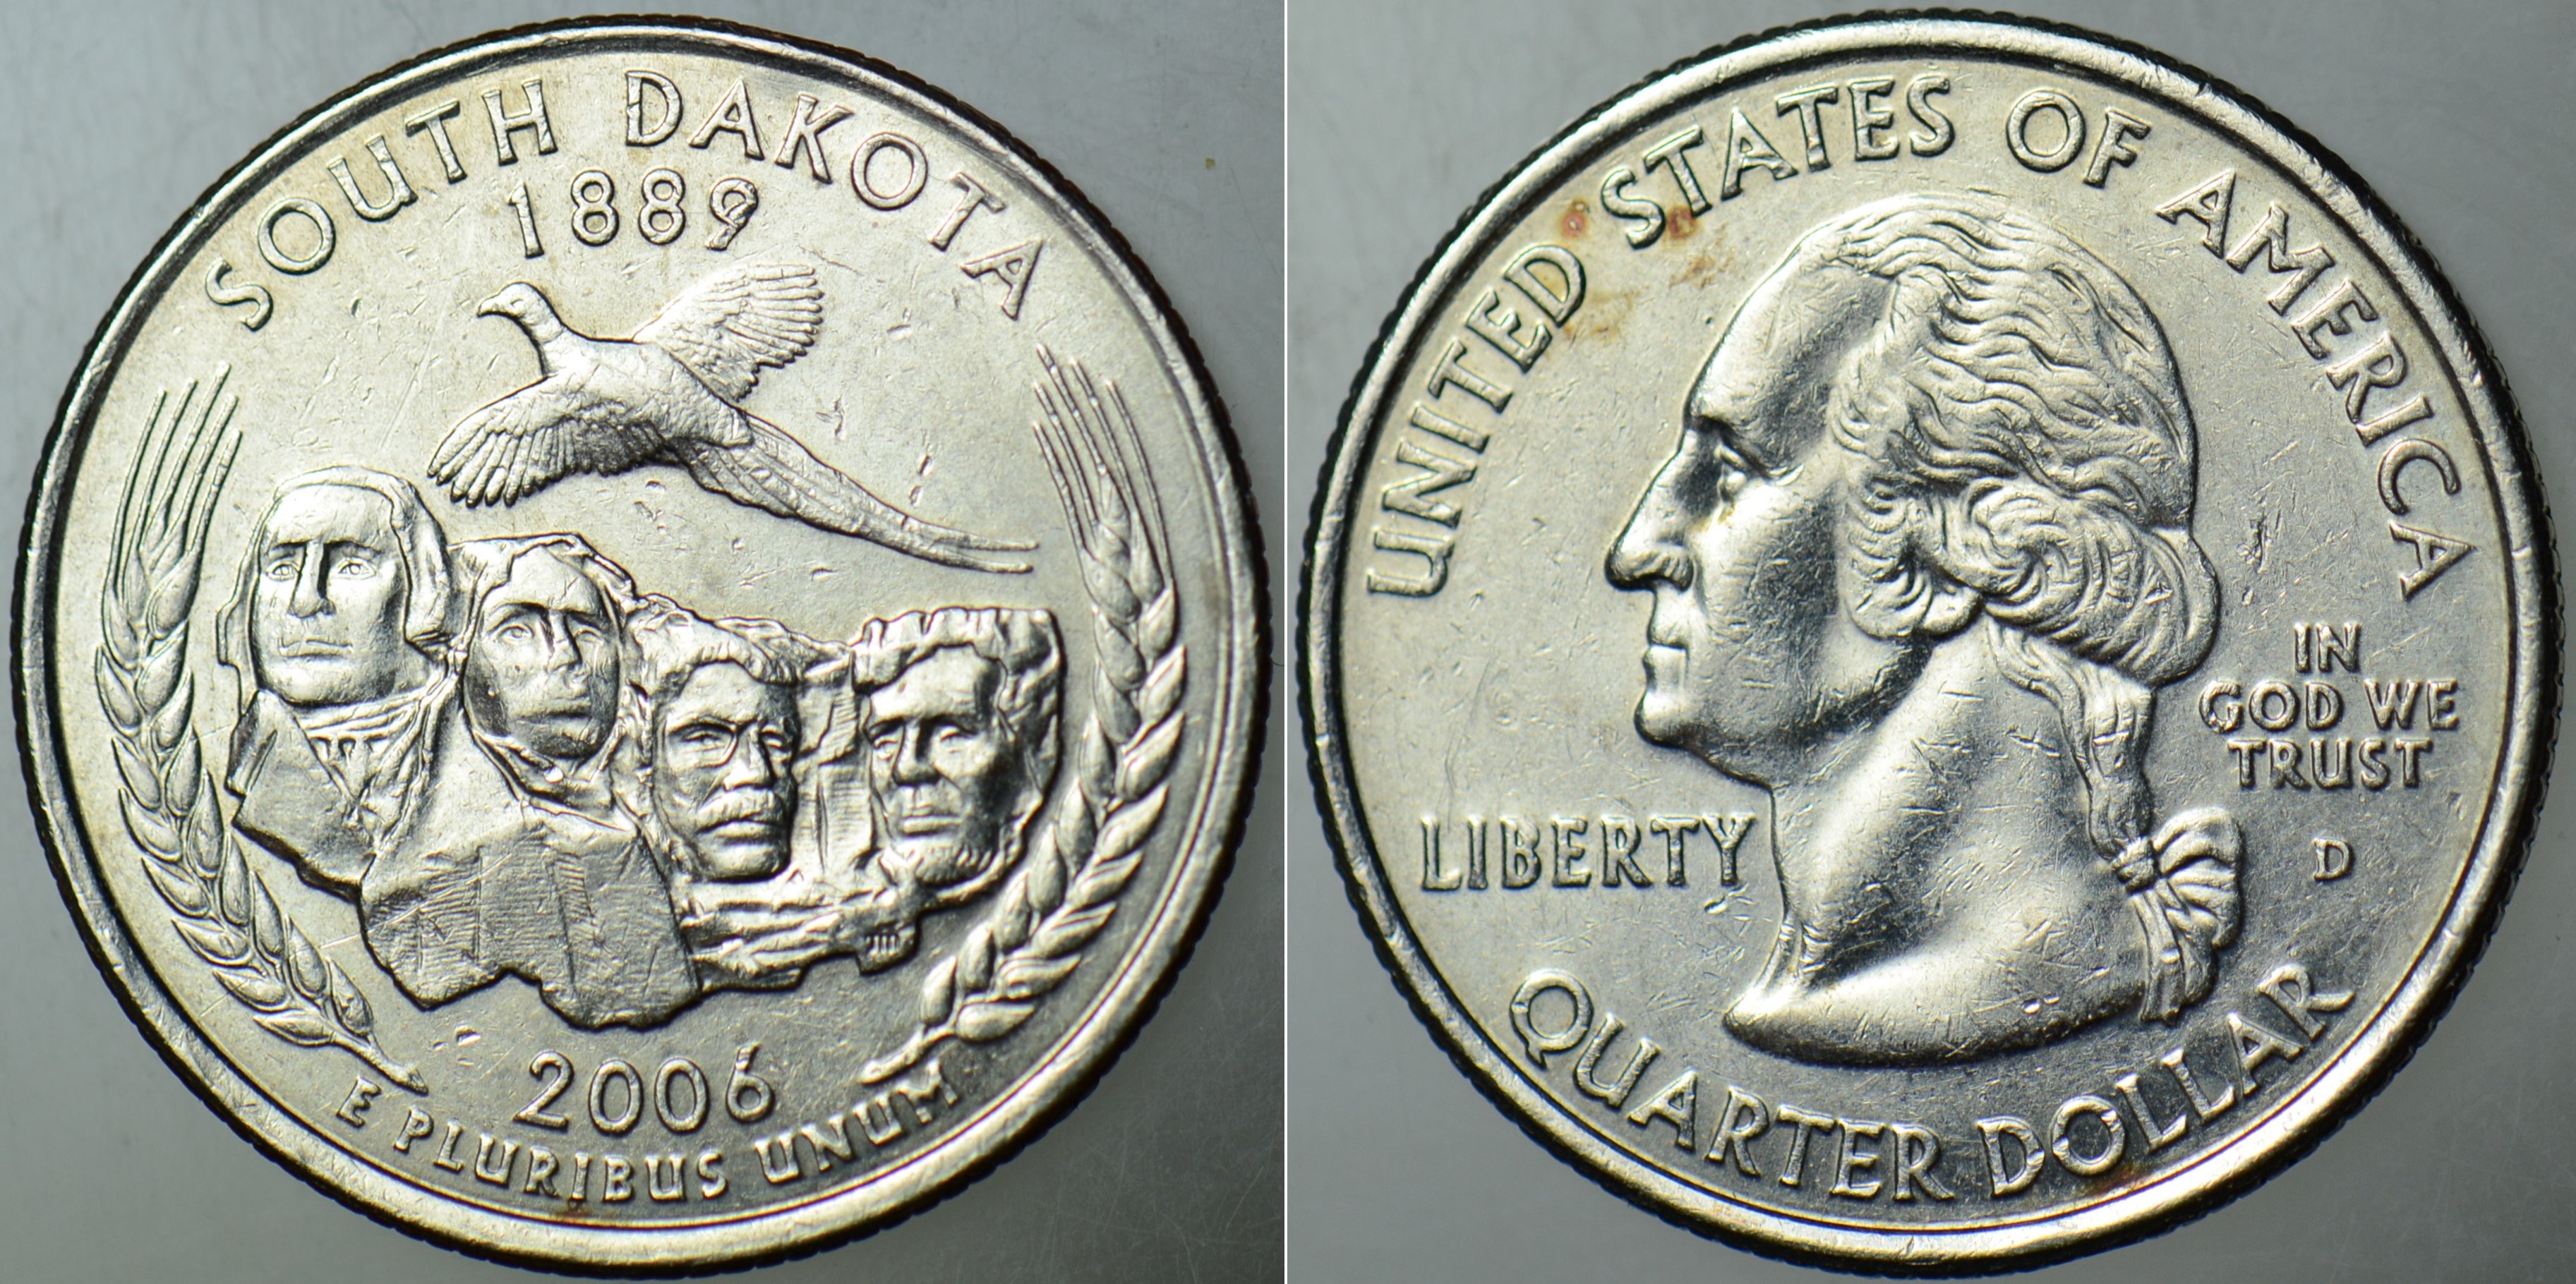 SOUTH DAKOTA
1889
2006
E PLURIBUS UNUM
UNITED STATES OF AMERICA
IN
GOD WE
TRUST
LIBERTY
D
QUARTER DOLLAR